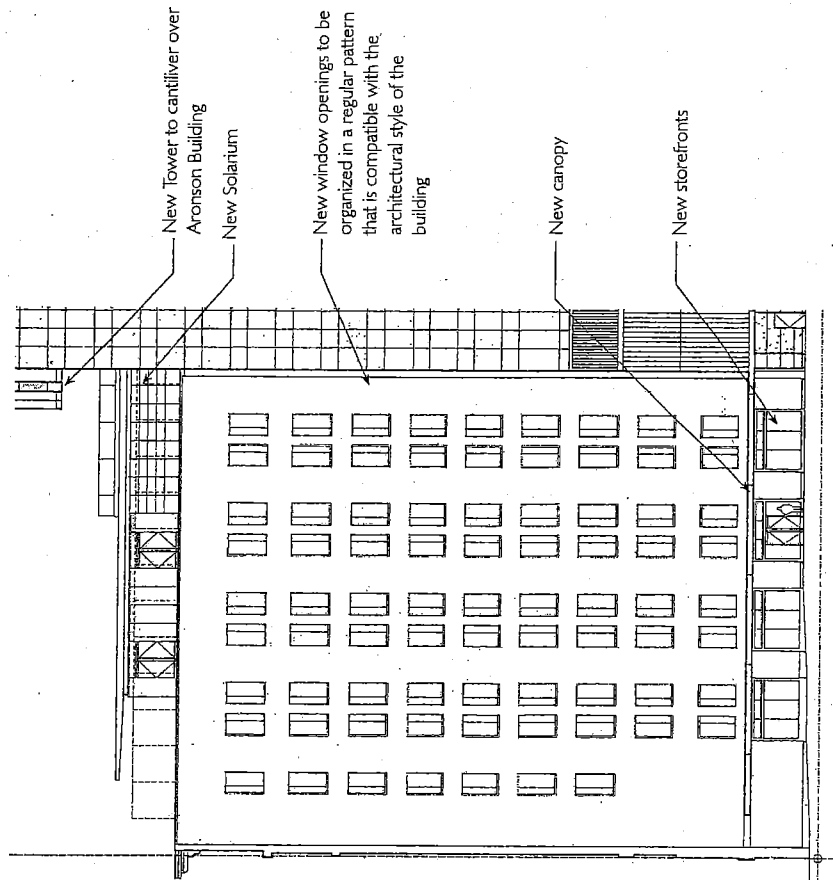 New Tower to cantiliver over
Aronson Building
New Solarium
New window openings to be
organized in a regular pattern
that is compatible with the
architectural style of the
building
New canopy
New storefronts